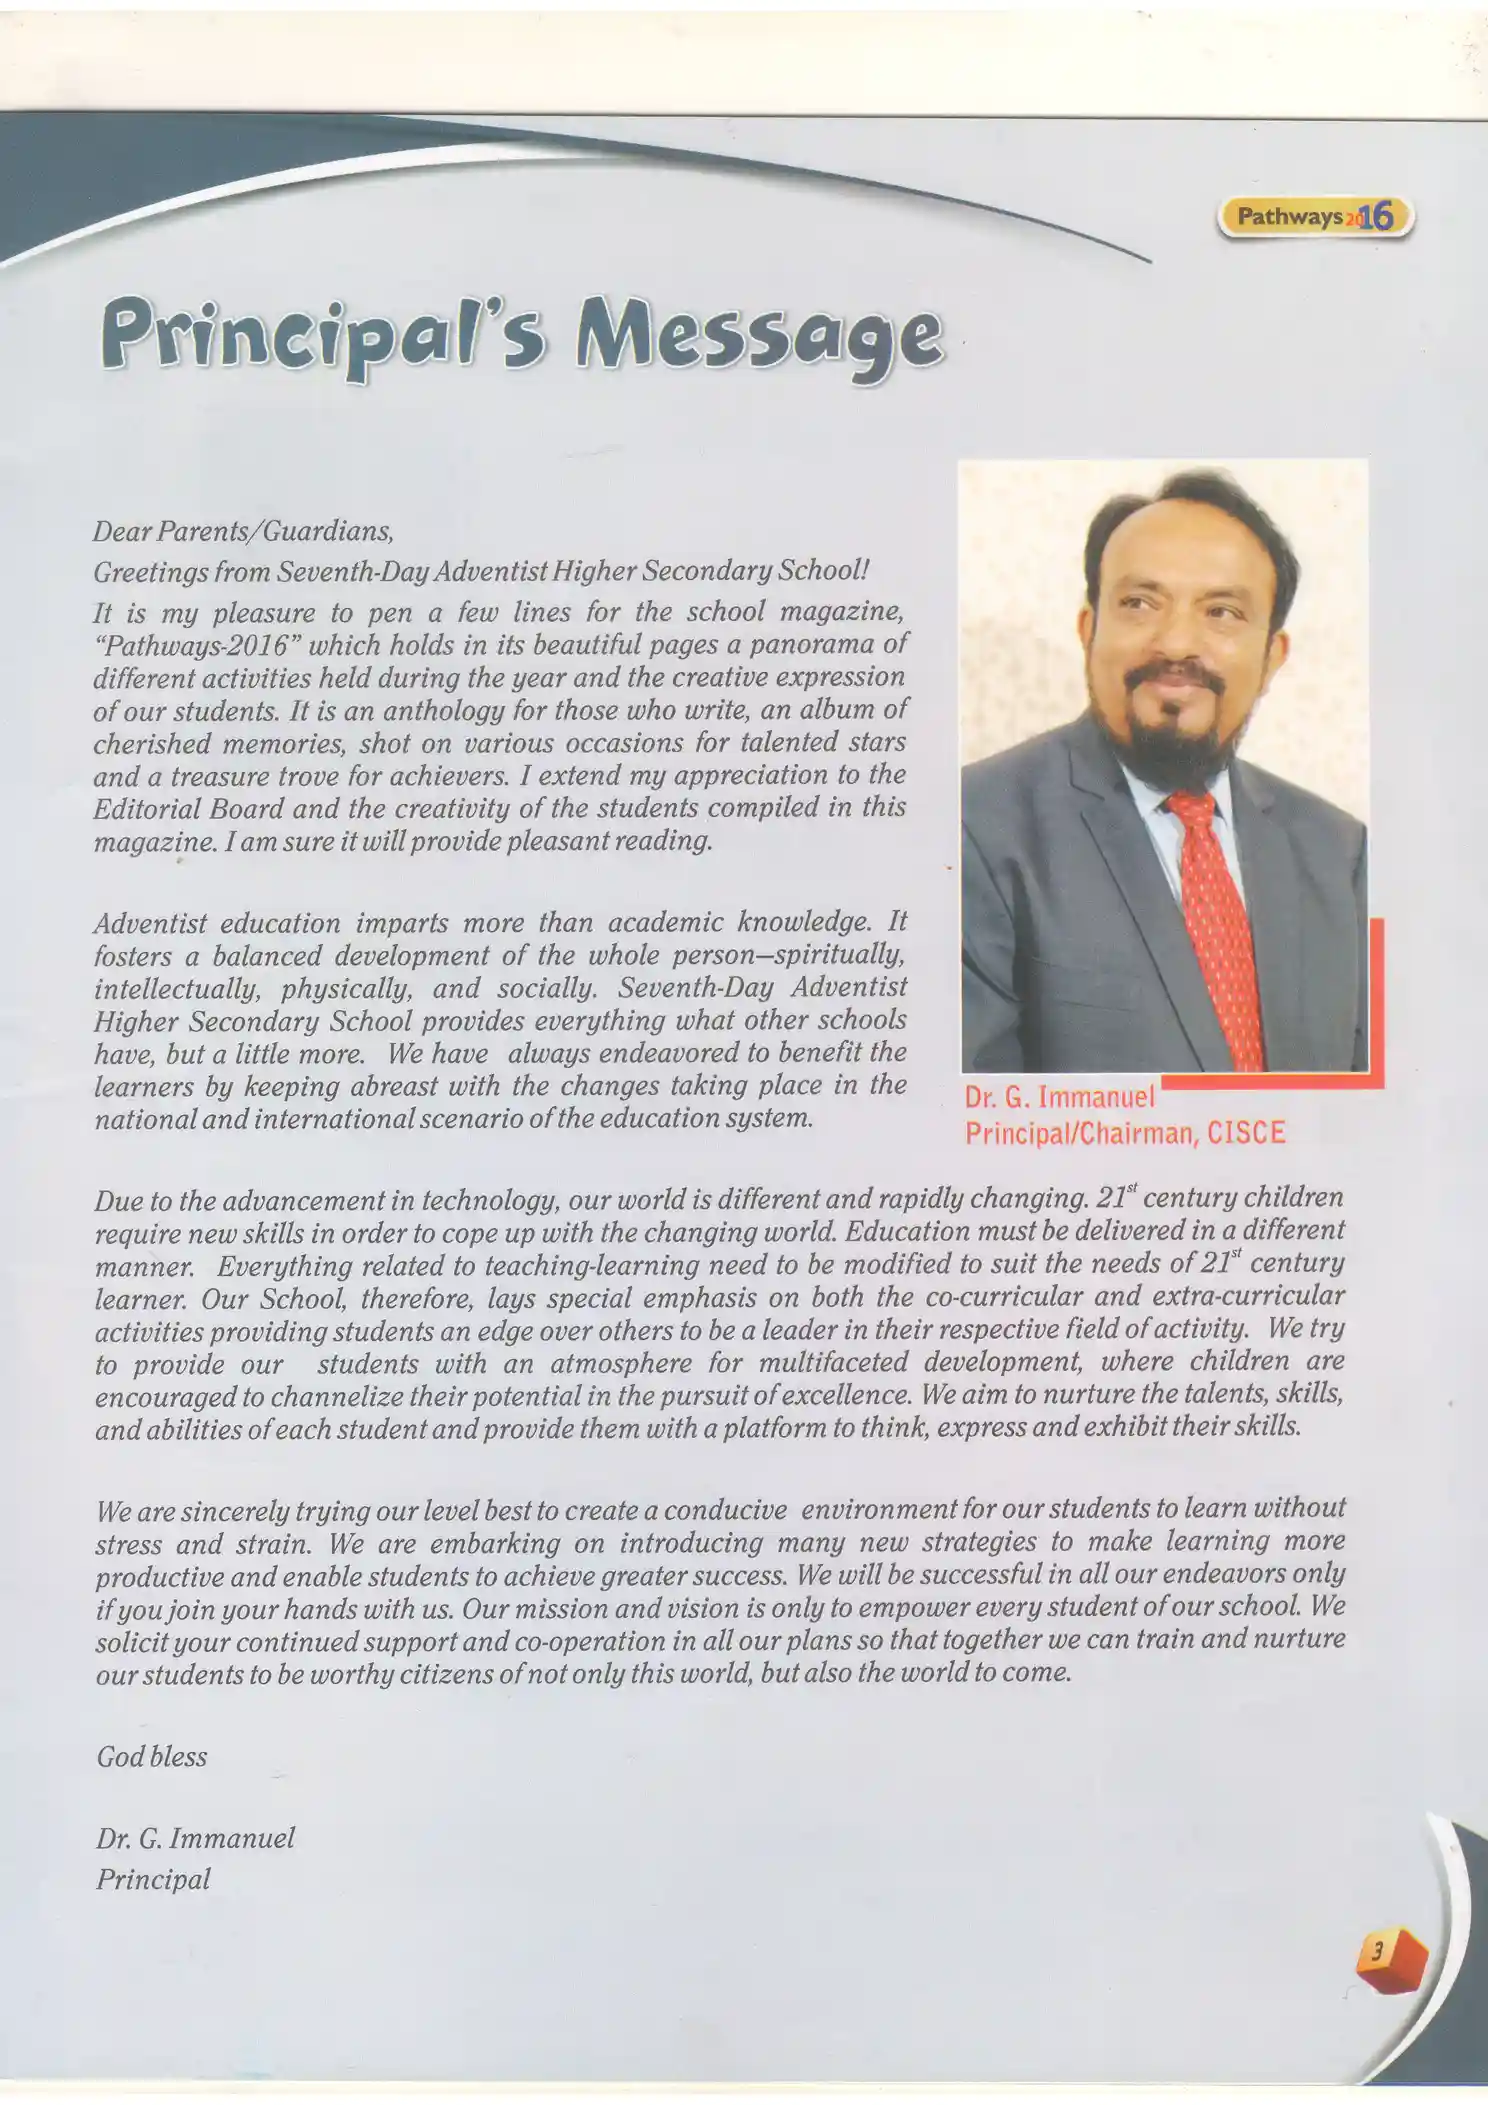 Pathways 2016
Principal's Message
Dear Parents/Guardians,
Greetings from Seventh-Day Adventist Higher Secondary School!
It is my pleasure to pen a few lines for the school magazine,
“Pathways-2016” which holds in its beautiful pages a panorama of
different activities held during the year and the creative expression
of our students. It is an anthology for those who write, an album of
cherished memories, shot on various occasions for talented stars
and a treasure trove for achievers. I extend my appreciation to the
Editorial Board and the creativity of the students compiled in this
magazine. I am sure it will provide pleasant reading.
Adventist education imparts more than academic knowledge. It
fosters a balanced development of the whole person—spiritually,
intellectually, physically, and socially. Seventh-Day Adventist
Higher Secondary School provides everything what other schools
have, but a little more. We have always endeavored to benefit the
learners by keeping abreast with the changes taking place in the
national and international scenario of the education system.
Dr. G. Immanuel
Principal/Chairman, CISCE
Due to the advancement in technology, our world is different and rapidly changing. 21st century children
require new skills in order to cope up with the changing world. Education must be delivered in a different
manner. Everything related to teaching-learning need to be modified to suit the needs of 21st century
learner. Our School, therefore, lays special emphasis on both the co-curricular and extra-curricular
activities providing students an edge over others to be a leader in their respective field of activity. We try
to provide our students with an atmosphere for multifaceted development, where children are
encouraged to channelize their potential in the pursuit of excellence. We aim to nurture the talents, skills,
and abilities of each student and provide them with a platform to think, express and exhibit their skills.
We are sincerely trying our level best to create a conducive environment for our students to learn without
stress and strain. We are embarking on introducing many new strategies to make learning more
productive and enable students to achieve greater success. We will be successful in all our endeavors only
if you join your hands with us. Our mission and vision is only to empower every student of our school. We
solicit your continued support and co-operation in all our plans so that together we can train and nurture
our students to be worthy citizens of not only this world, but also the world to come.
God bless
Dr. G. Immanuel
Principal
3